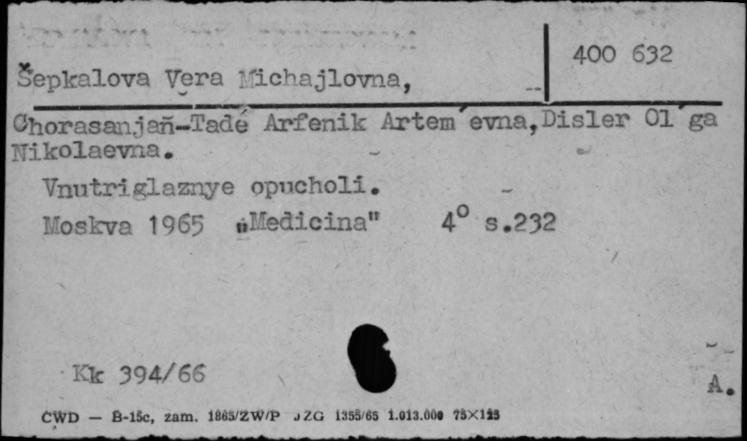 400 632
Šepkalova Vera Michajlovna,
Chorasanjan-Tadé Arfenik Artem´evna, Disler Ol´ga
Nikolaevna.
Vnutriglaznye opucholi.
Moskva 1965 „Medicina" 4° s.232
Kk 394/66
A.
CWD — B-15c, zam. 1865/ZW/P JZG 1355/65 1.013.000 75×125